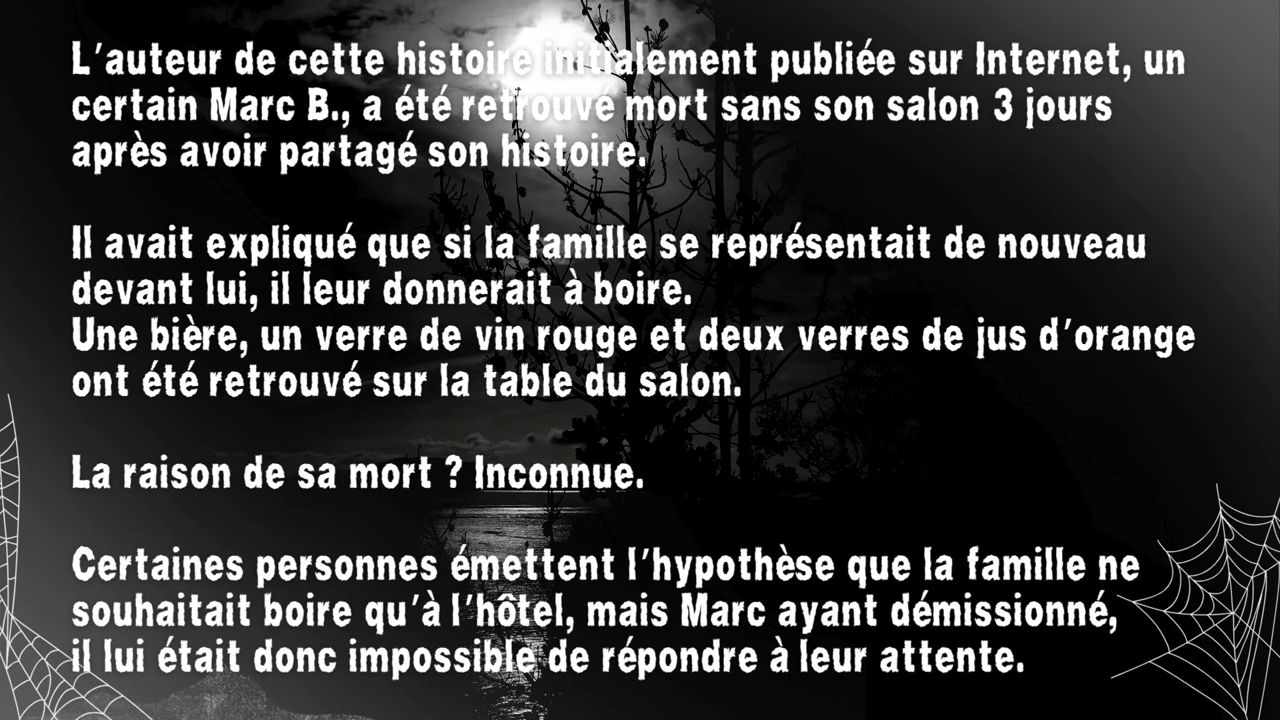 L'auteur de cette histoire initialement publiée sur Internet, un
certain Marc B., a été retrouvé mort sans son salon 3 jours
après avoir partagé son histoire.
Il avait expliqué que si la famille se représentait de nouveau
devant lui, il leur donnerait à boire.
Une bière, un verre de vin rouge et deux verres de jus d'orange
ont été retrouvé sur la table du salon.
La raison de sa mort ? Inconnue.
Certaines personnes émettent l'hypothèse que la famille ne
souhaitait boire qu'à l'hôtel, mais Marc ayant démissionné,
il lui était donc impossible de répondre à leur attente.